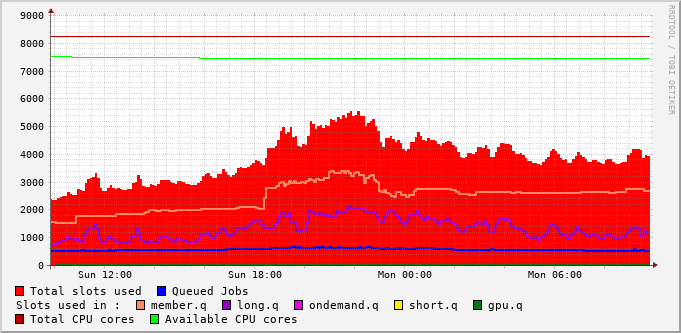 9000
8000
7000
6000
5000
4000
3000
2000
1000
0
Sun 12:00 Sun 18:00 Mon 00:00 Mon 06:00
Total slots used Queued Jobs
Slots used in : member.q long.q ondemand.q short.q gpu.q
Total CPU cores Available CPU cores
RRDTOOL / TOBI OETIKER